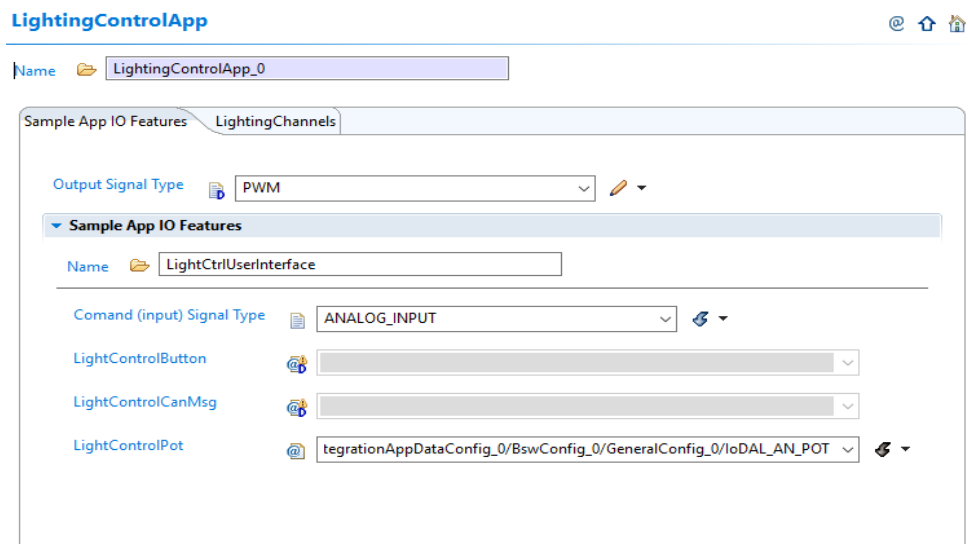 LightingControlApp
Name LightingControlApp_0
Sample App IO Features LightingChannels
Output Signal Type PWM
Sample App IO Features
Name LightCtrlUserInterface
Comand (input) Signal Type ANALOG_INPUT
LightControlButton
LightControlCanMsg
LightControlPot tegrationAppDataConfig_0/BswConfig_0/GeneralConfig_0/IoDAL_AN_POT